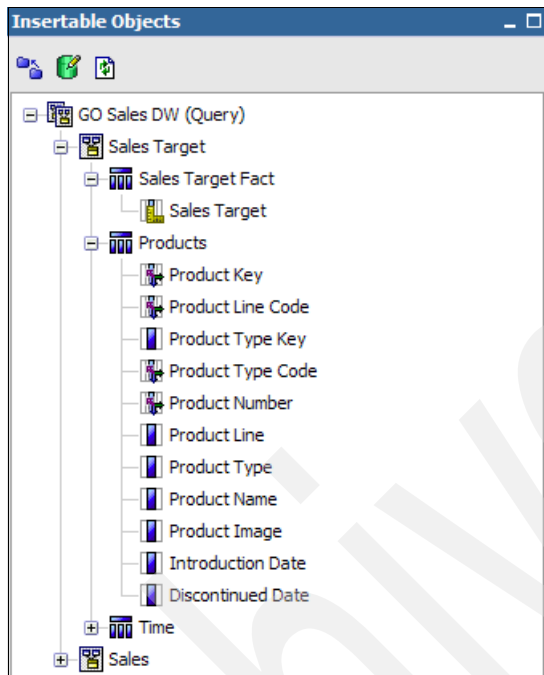 Insertable Objects
GO Sales DW (Query)
Sales Target
Sales Target Fact
Sales Target
Products
Product Key
Product Line Code
Product Type Key
Product Type Code
Product Number
Product Line
Product Type
Product Name
Product Image
Introduction Date
Discontinued Date
Time
Sales